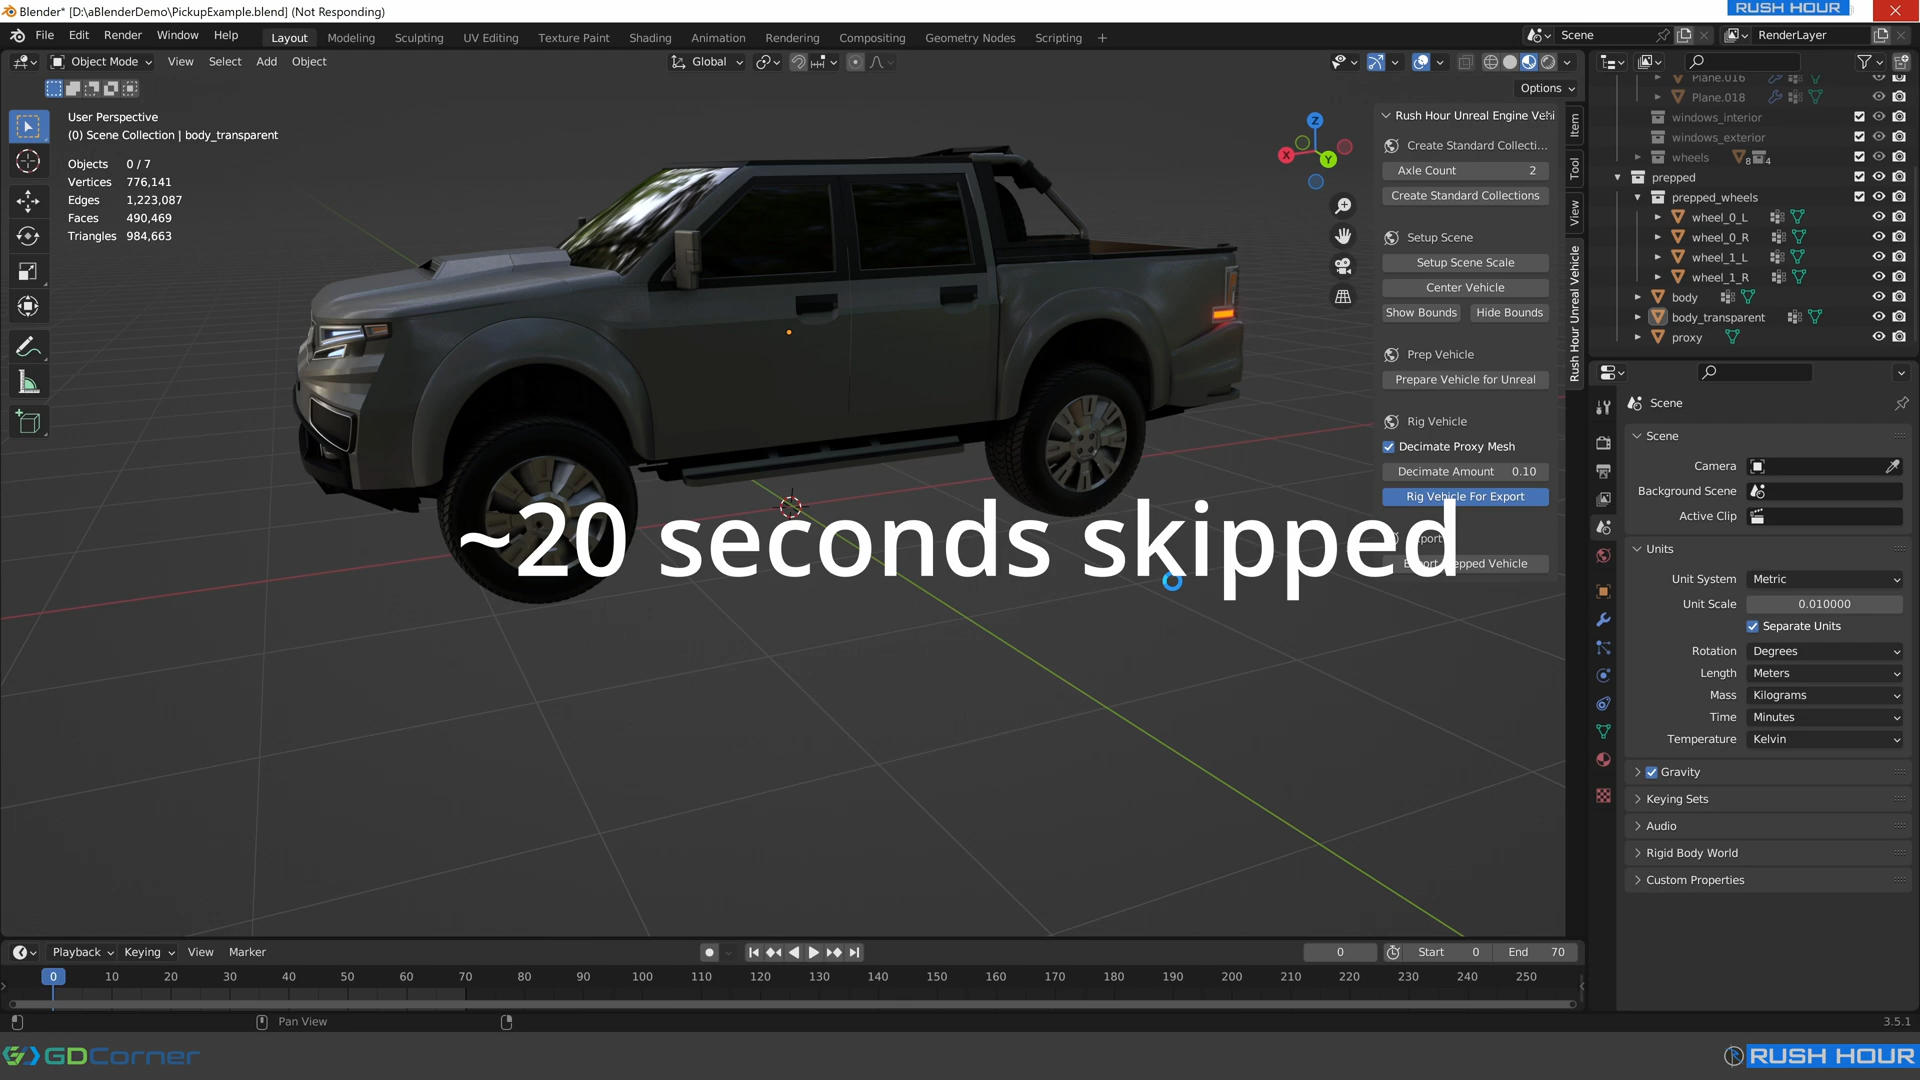 Blender* [D:\aBlenderDemo\PickupExample.blend] (Not Responding)
RUSH HOUR
File Edit Render Window Help
Layout Modeling Sculpting UV Editing Texture Paint Shading Animation Rendering Compositing Geometry Nodes Scripting +
Scene
RenderLayer
Object Mode View Select Add Object
Global
Options
User Perspective
(0) Scene Collection | body_transparent
Objects 0 / 7
Vertices 776,141
Edges 1,223,087
Faces 490,469
Triangles 984,663
Z
X
Y
Rush Hour Unreal Engine Vehi
Create Standard Collecti...
Axle Count 2
Create Standard Collections
Setup Scene
Setup Scene Scale
Center Vehicle
Show Bounds Hide Bounds
Prep Vehicle
Prepare Vehicle for Unreal
Rig Vehicle
Decimate Proxy Mesh
Decimate Amount 0.10
Rig Vehicle For Export
Item
Tool
View
Rush Hour Unreal Vehicle
~20 seconds skipped
Plane.016
Plane.018
windows_interior
windows_exterior
wheels 8 4
prepped
prepped_wheels
wheel_0_L
wheel_0_R
wheel_1_L
wheel_1_R
body
body_transparent
proxy
Scene
Scene
Camera
Background Scene
Active Clip
Units
Unit System Metric
Unit Scale 0.010000
Separate Units
Rotation Degrees
Length Meters
Mass Kilograms
Time Minutes
Temperature Kelvin
Gravity
Keying Sets
Audio
Rigid Body World
Custom Properties
Playback Keying View Marker
0 Start 0 End 70
0 10 20 30 40 50 60 70 80 90 100 110 120 130 140 150 160 170 180 190 200 210 220 230 240 250
Pan View
3.5.1
GDCorner
RUSH HOUR